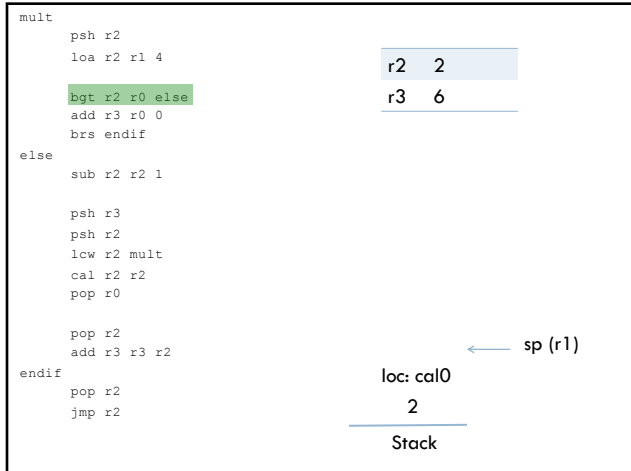 mult
psh r2
loa r2 r1 4
bgt r2 r0 else
add r3 r0 0
brs endif
else
sub r2 r2 1
psh r3
psh r2
lcw r2 mult
cal r2 r2
pop r0
pop r2
add r3 r3 r2
endif
pop r2
jmp r2
r2 2
r3 6
sp (r1)
loc: cal0
2
Stack